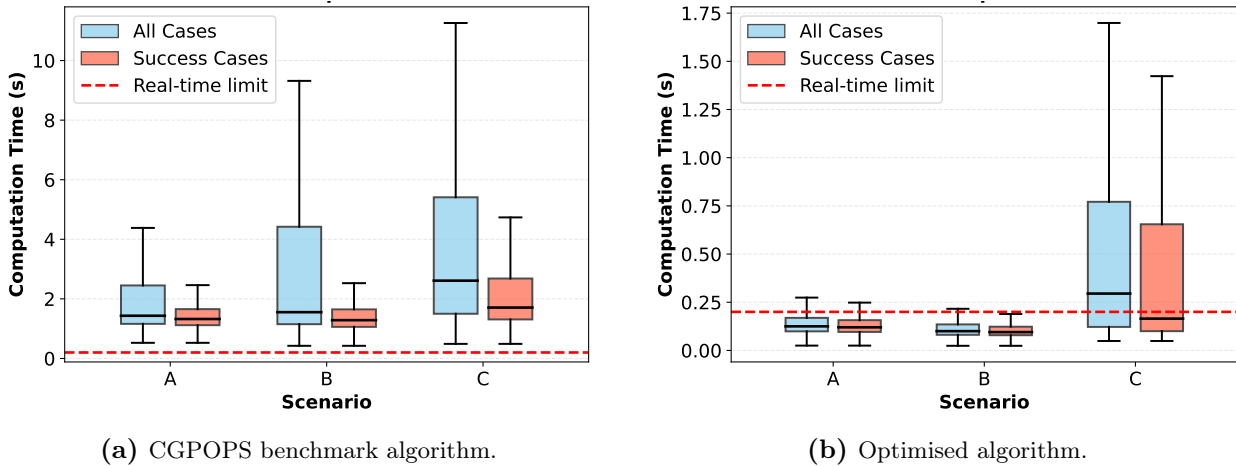 All Cases
Success Cases
Real-time limit
Computation Time (s)
10
8
6
4
2
0
A B C
Scenario
(a) CGPOPS benchmark algorithm.
All Cases
Success Cases
Real-time limit
Computation Time (s)
1.75
1.50
1.25
1.00
0.75
0.50
0.25
0.00
A B C
Scenario
(b) Optimised algorithm.